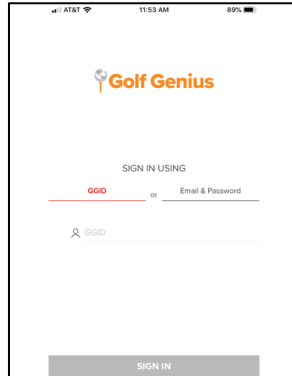 AT&T 11:53 AM 89%
Golf Genius
SIGN IN USING
GGID or Email & Password
GGID
SIGN IN